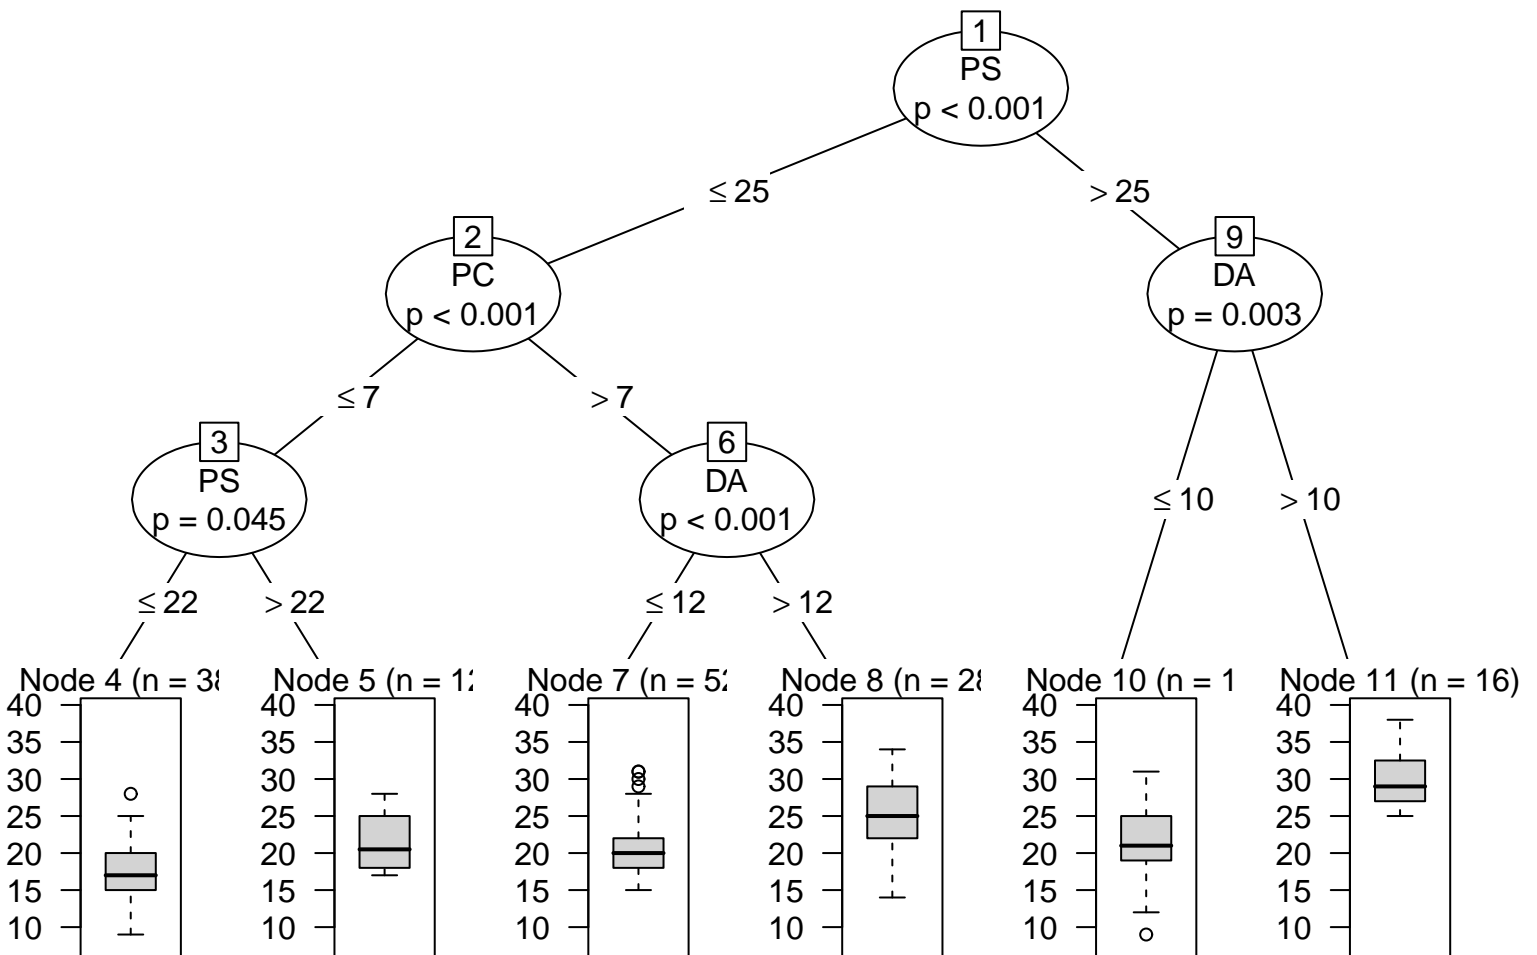 1
PS
p < 0.001
≤ 25
> 25
2
PC
p < 0.001
9
DA
p = 0.003
≤ 7
> 7
3
PS
p = 0.045
6
DA
p < 0.001
≤ 10
> 10
≤ 22
> 22
≤ 12
> 12
Node 4 (n = 38
Node 5 (n = 12
Node 7 (n = 52
Node 8 (n = 28
Node 10 (n = 1
Node 11 (n = 16)
40 40 40 40 40 40
35 35 35 35 35 35
30 30 30 30 30 30
25 25 25 25 25 25
20 20 20 20 20 20
15 15 15 15 15 15
10 10 10 10 10 10